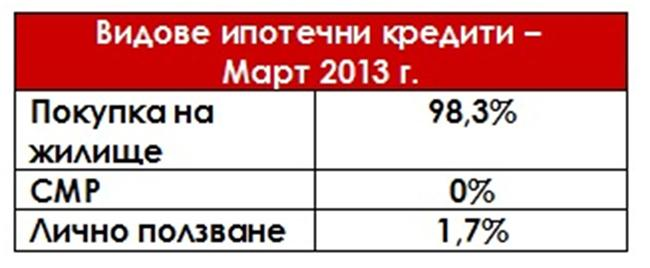 Видове ипотечни кредити –
Март 2013 г.
Покупка на 98,3%
жилище
СМР 0%
Лично ползване 1,7%